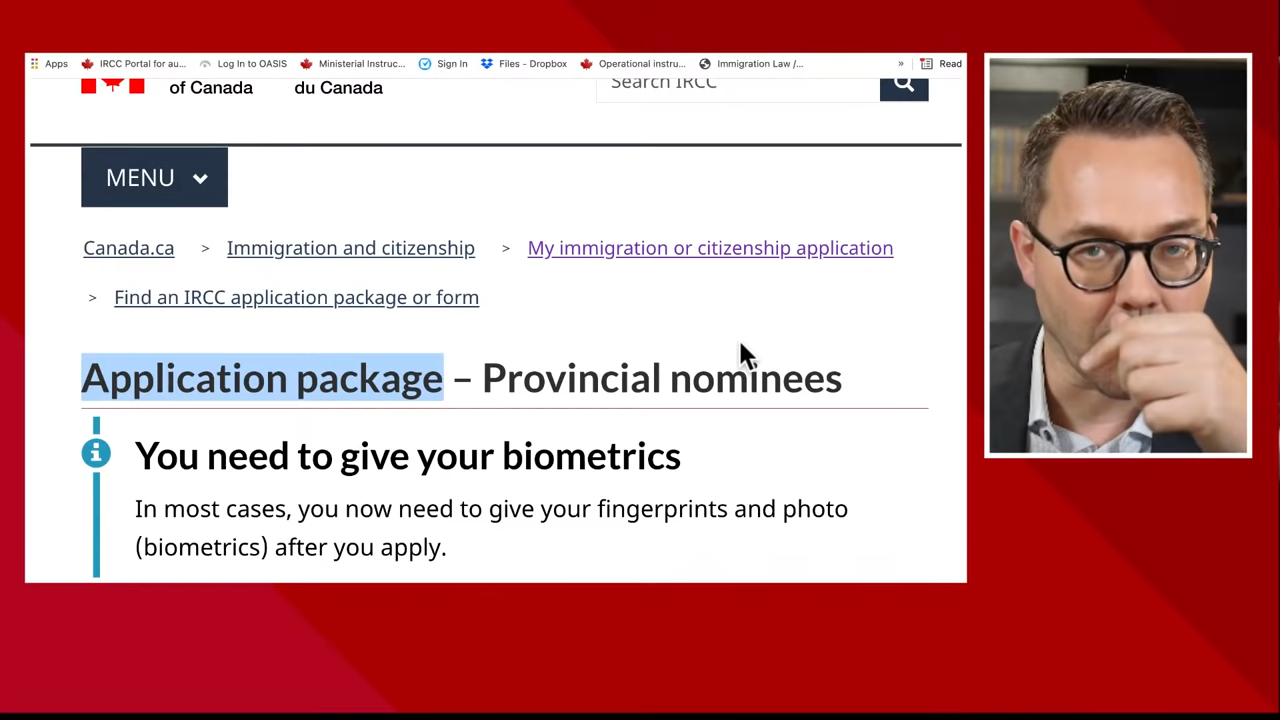 Apps IRCC Portal for au... Log In to OASIS Ministerial Instruc... Sign In Files - Dropbox Operational instru... Immigration Law /... » Read
of Canada du Canada Search IRCC
MENU
Canada.ca > Immigration and citizenship > My immigration or citizenship application
> Find an IRCC application package or form
Application package – Provincial nominees
You need to give your biometrics
In most cases, you now need to give your fingerprints and photo
(biometrics) after you apply.